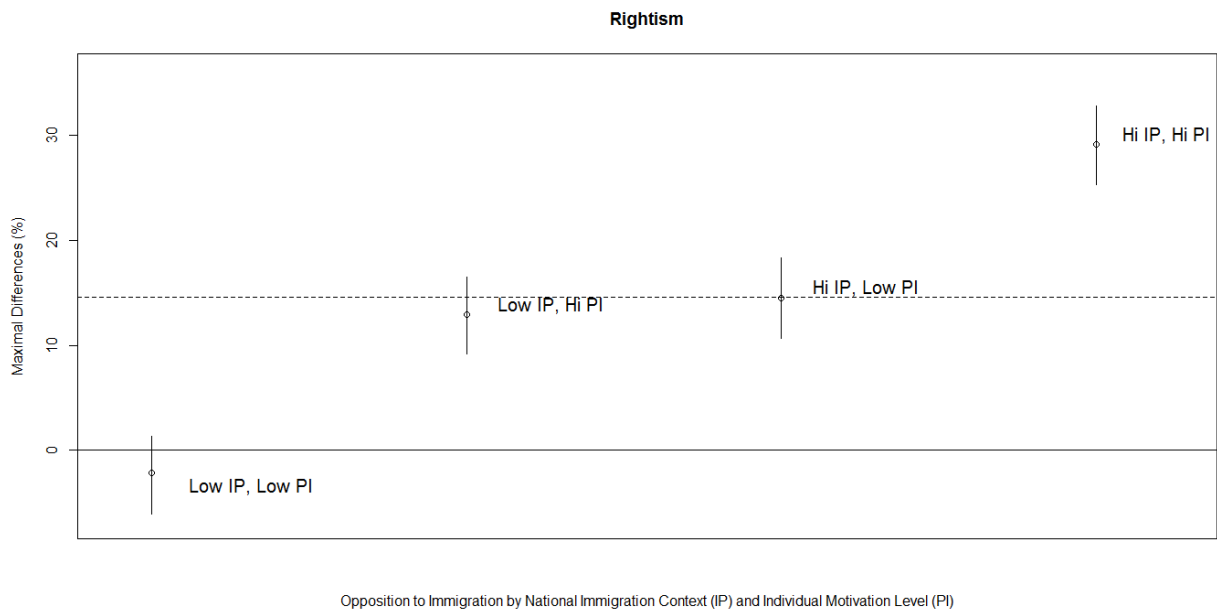 Rightism
Maximal Differences (%)
30
20
10
0
Hi IP, Hi PI
Hi IP, Low PI
Low IP, Hi PI
Low IP, Low PI
Opposition to Immigration by National Immigration Context (IP) and Individual Motivation Level (PI)